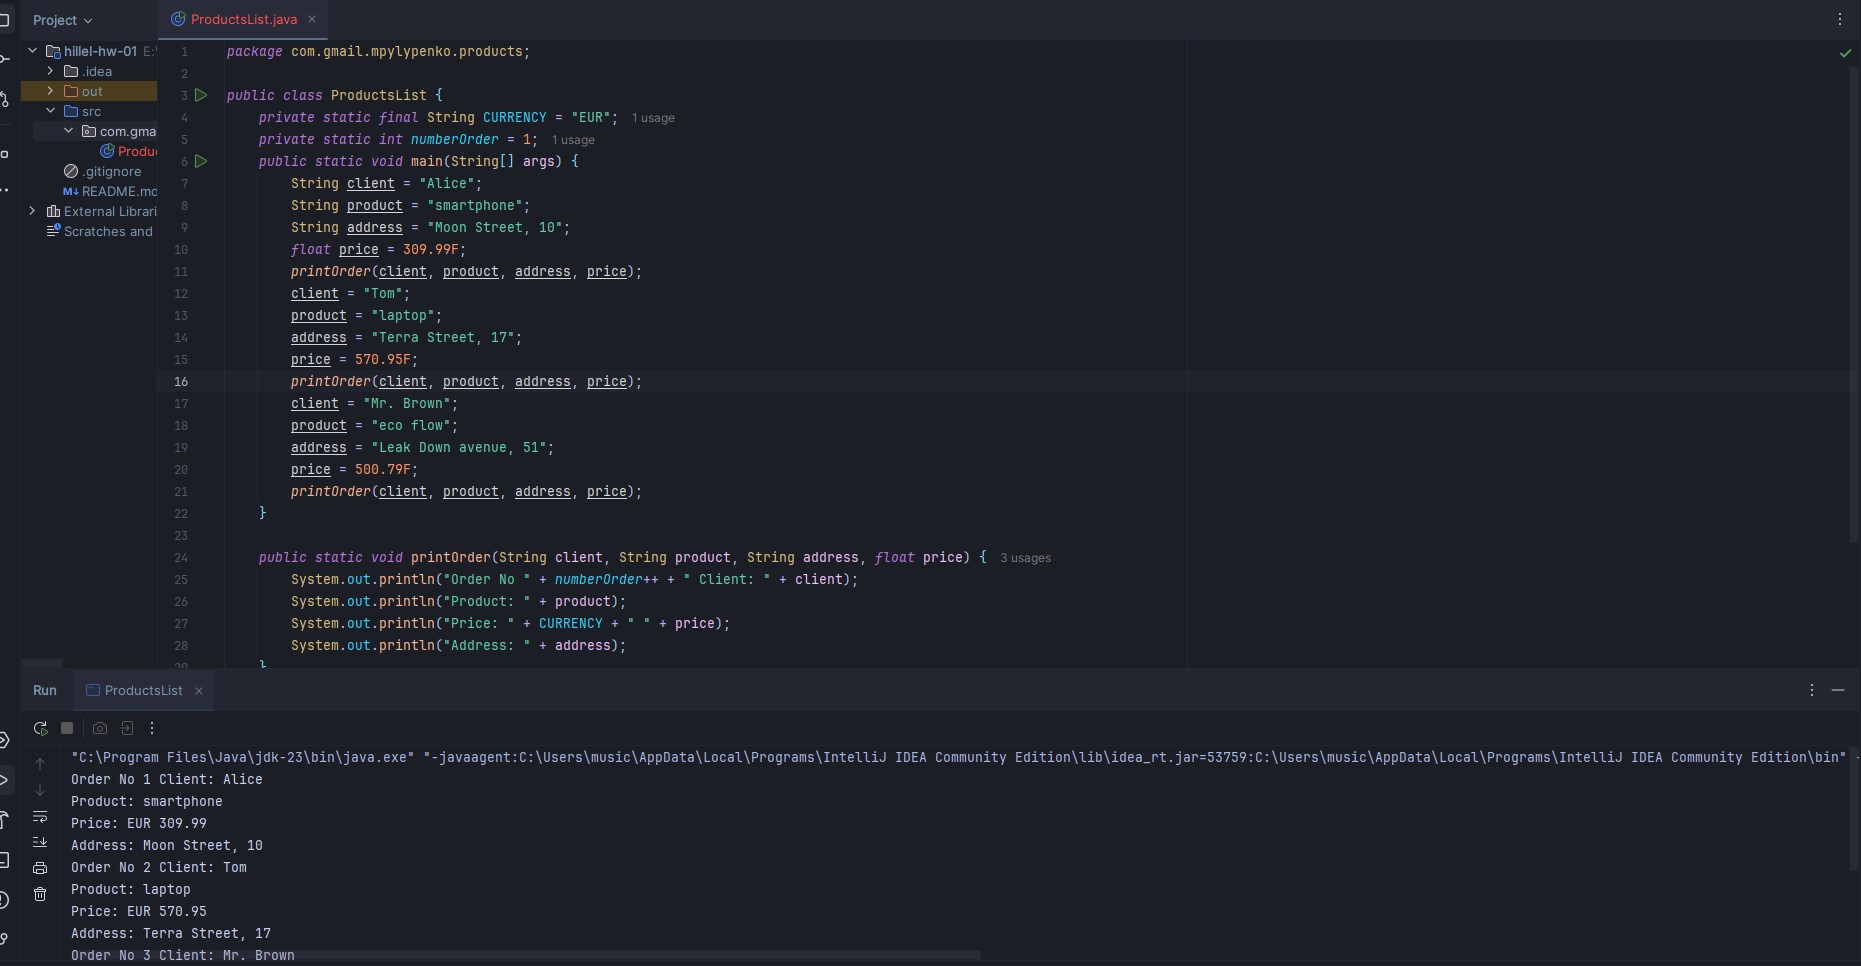 Project
ProductsList.java
hillel-hw-01 E:\
.idea
out
src
com.gma
Produc
.gitignore
README.md
External Librari
Scratches and
1 package com.gmail.mpylypenko.products;
2
3 public class ProductsList {
4 private static final String CURRENCY = "EUR"; 1 usage
5 private static int numberOrder = 1; 1 usage
6 public static void main(String[] args) {
7 String client = "Alice";
8 String product = "smartphone";
9 String address = "Moon Street, 10";
10 float price = 309.99F;
11 printOrder(client, product, address, price);
12 client = "Tom";
13 product = "laptop";
14 address = "Terra Street, 17";
15 price = 570.95F;
16 printOrder(client, product, address, price);
17 client = "Mr. Brown";
18 product = "eco flow";
19 address = "Leak Down avenue, 51";
20 price = 500.79F;
21 printOrder(client, product, address, price);
22 }
23
24 public static void printOrder(String client, String product, String address, float price) { 3 usages
25 System.out.println("Order No " + numberOrder++ + " Client: " + client);
26 System.out.println("Product: " + product);
27 System.out.println("Price: " + CURRENCY + " " + price);
28 System.out.println("Address: " + address);
29 }
Run ProductsList
"C:\Program Files\Java\jdk-23\bin\java.exe" "-javaagent:C:\Users\music\AppData\Local\Programs\IntelliJ IDEA Community Edition\lib\idea_rt.jar=53759:C:\Users\music\AppData\Local\Programs\IntelliJ IDEA Community Edition\bin" -
Order No 1 Client: Alice
Product: smartphone
Price: EUR 309.99
Address: Moon Street, 10
Order No 2 Client: Tom
Product: laptop
Price: EUR 570.95
Address: Terra Street, 17
Order No 3 Client: Mr. Brown